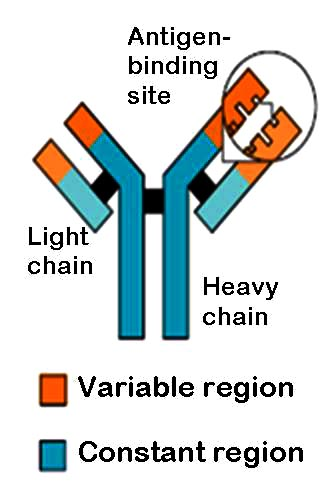 Antigen-
binding
site
Light
chain
Heavy
chain
Variable region
Constant region